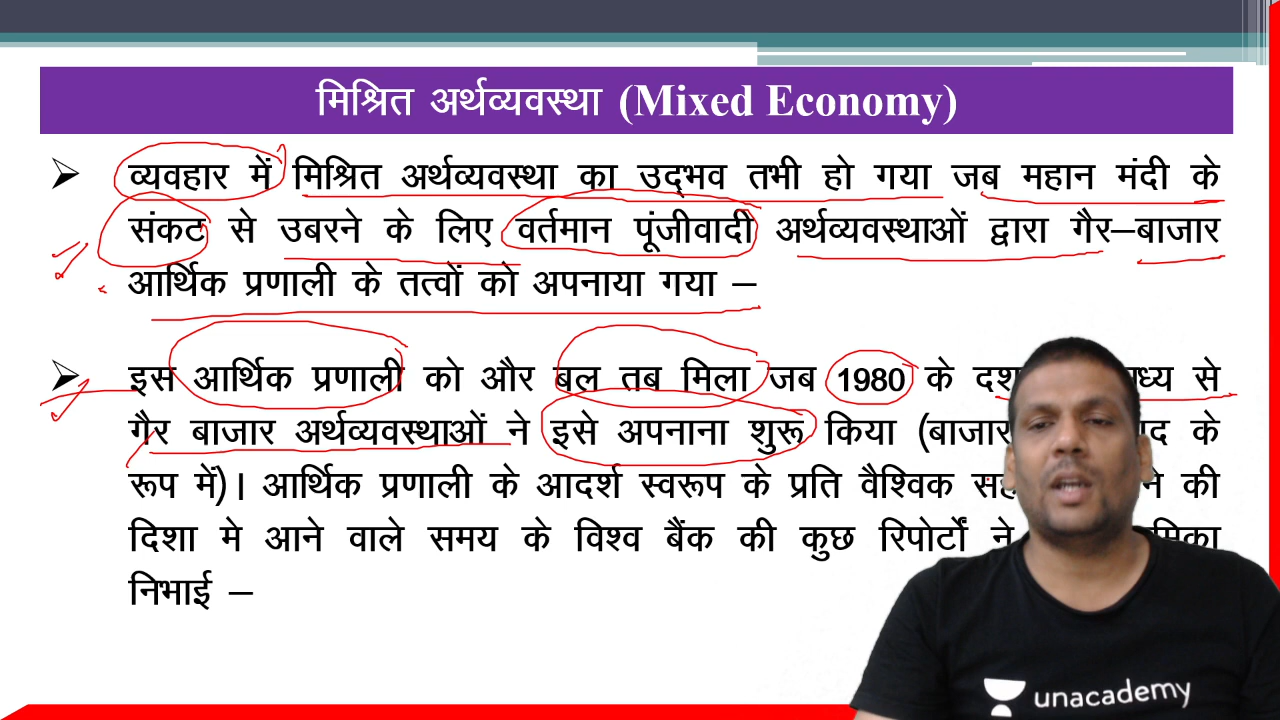 मिश्रित अर्थव्यवस्था (Mixed Economy)
➢ व्यवहार में मिश्रित अर्थव्यवस्था का उद्भव तभी हो गया जब महान मंदी के
संकट से उबरने के लिए वर्तमान पूंजीवादी अर्थव्यवस्थाओं द्वारा गैर–बाजार
आर्थिक प्रणाली के तत्वों को अपनाया गया –
➢ इस आर्थिक प्रणाली को और बल तब मिला जब 1980 के से
गैर बाजार अर्थव्यवस्थाओं ने इसे अपनाना शुरू किया (बाजार के
रूप में)। आर्थिक प्रणाली के आदर्श स्वरूप के प्रति वैश्विक की
दिशा मे आने वाले समय के विश्व बैंक की कुछ रिपोर्टों ने
निभाई –
unacademy